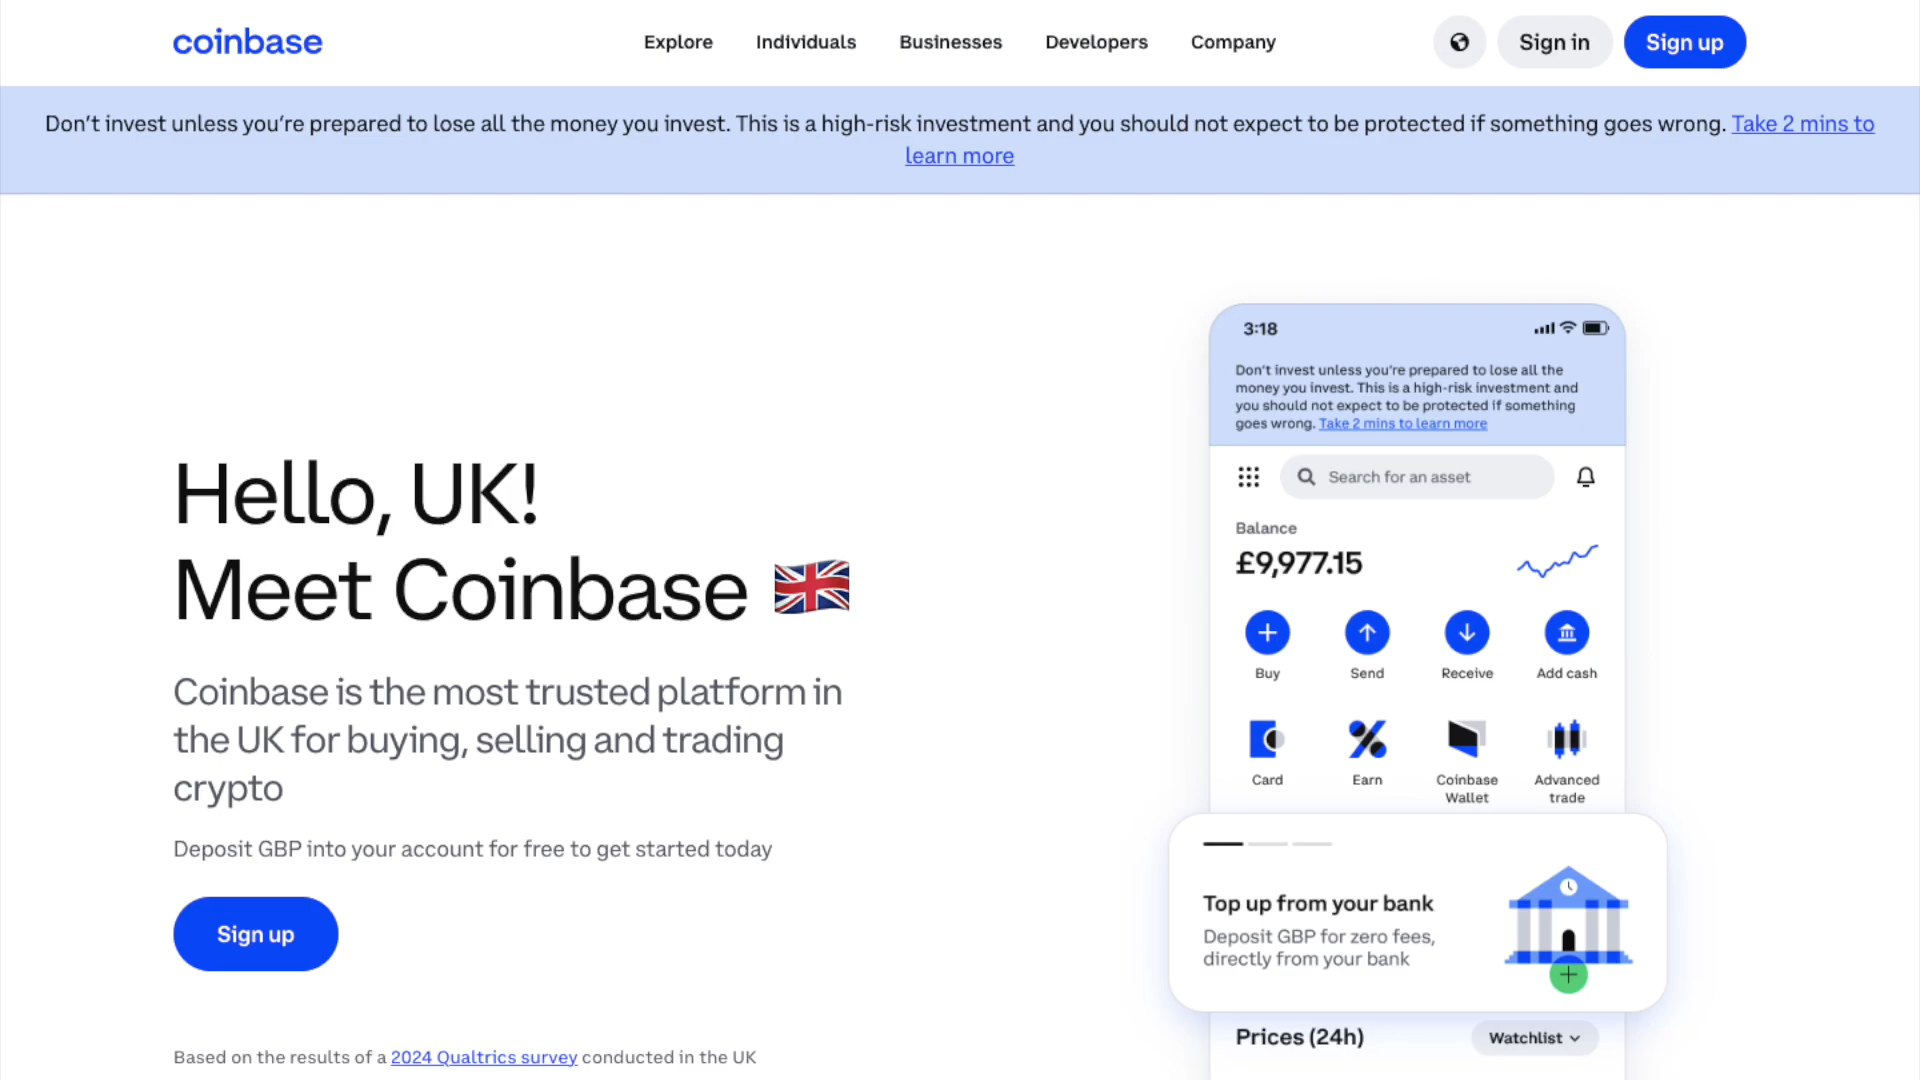 coinbase
Explore
Individuals
Businesses
Developers
Company
Sign in
Sign up
Don’t invest unless you’re prepared to lose all the money you invest. This is a high-risk investment and you should not expect to be protected if something goes wrong. Take 2 mins to
learn more
Hello, UK!
Meet Coinbase
Coinbase is the most trusted platform in
the UK for buying, selling and trading
crypto
Deposit GBP into your account for free to get started today
Sign up
Based on the results of a 2024 Qualtrics survey conducted in the UK
3:18
Don’t invest unless you’re prepared to lose all the
money you invest. This is a high-risk investment and
you should not expect to be protected if something
goes wrong. Take 2 mins to learn more
Search for an asset
Balance
£9,977.15
Buy
Send
Receive
Add cash
Card
Earn
Coinbase
Wallet
Advanced
trade
Top up from your bank
Deposit GBP for zero fees,
directly from your bank
Prices (24h)
Watchlist